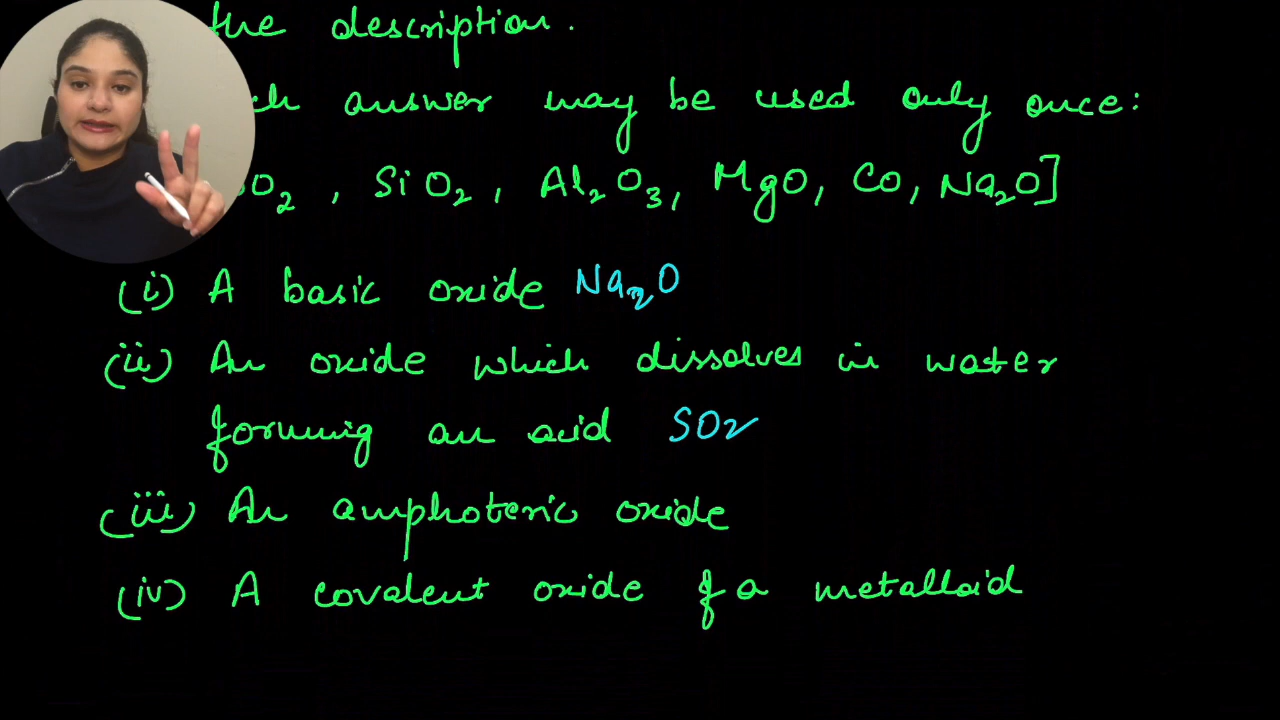 the description.
ch answer may be used only once:
O₂, SiO₂, Al₂O₃, MgO, Co, Na₂O]
(i) A basic oxide Na₂O
(ii) An oxide which dissolves in water
forming an acid SO₂
(iii) An amphoteric oxide
(iv) A covalent oxide of a metalloid